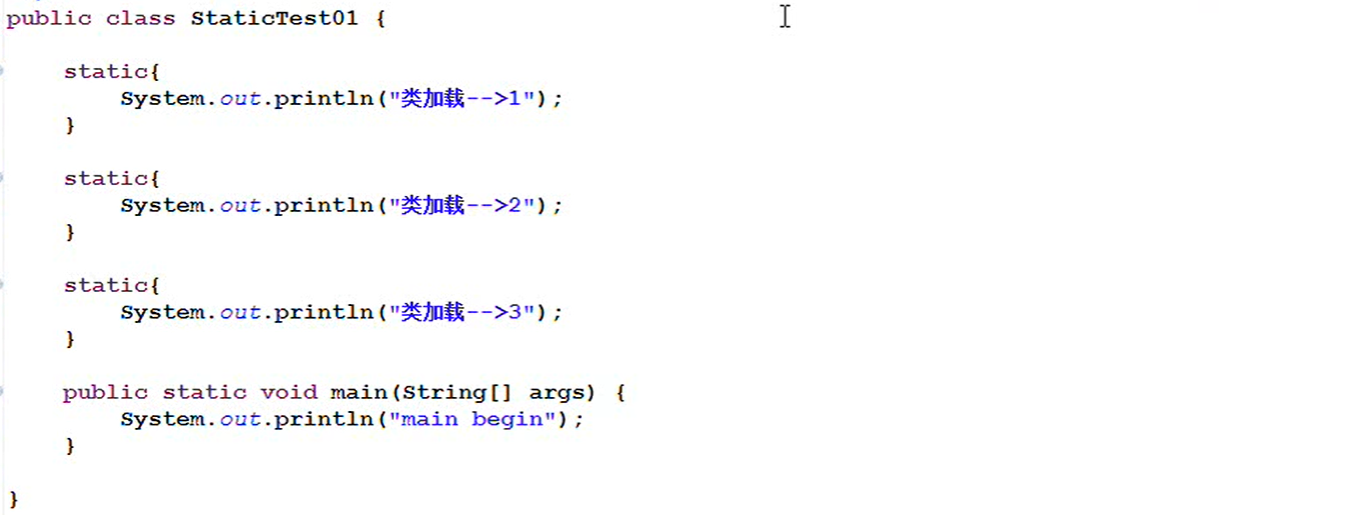 public class StaticTest01 {
static{
System.out.println("类加载-->1");
}
static{
System.out.println("类加载-->2");
}
static{
System.out.println("类加载-->3");
}
public static void main(String[] args) {
System.out.println("main begin");
}
}